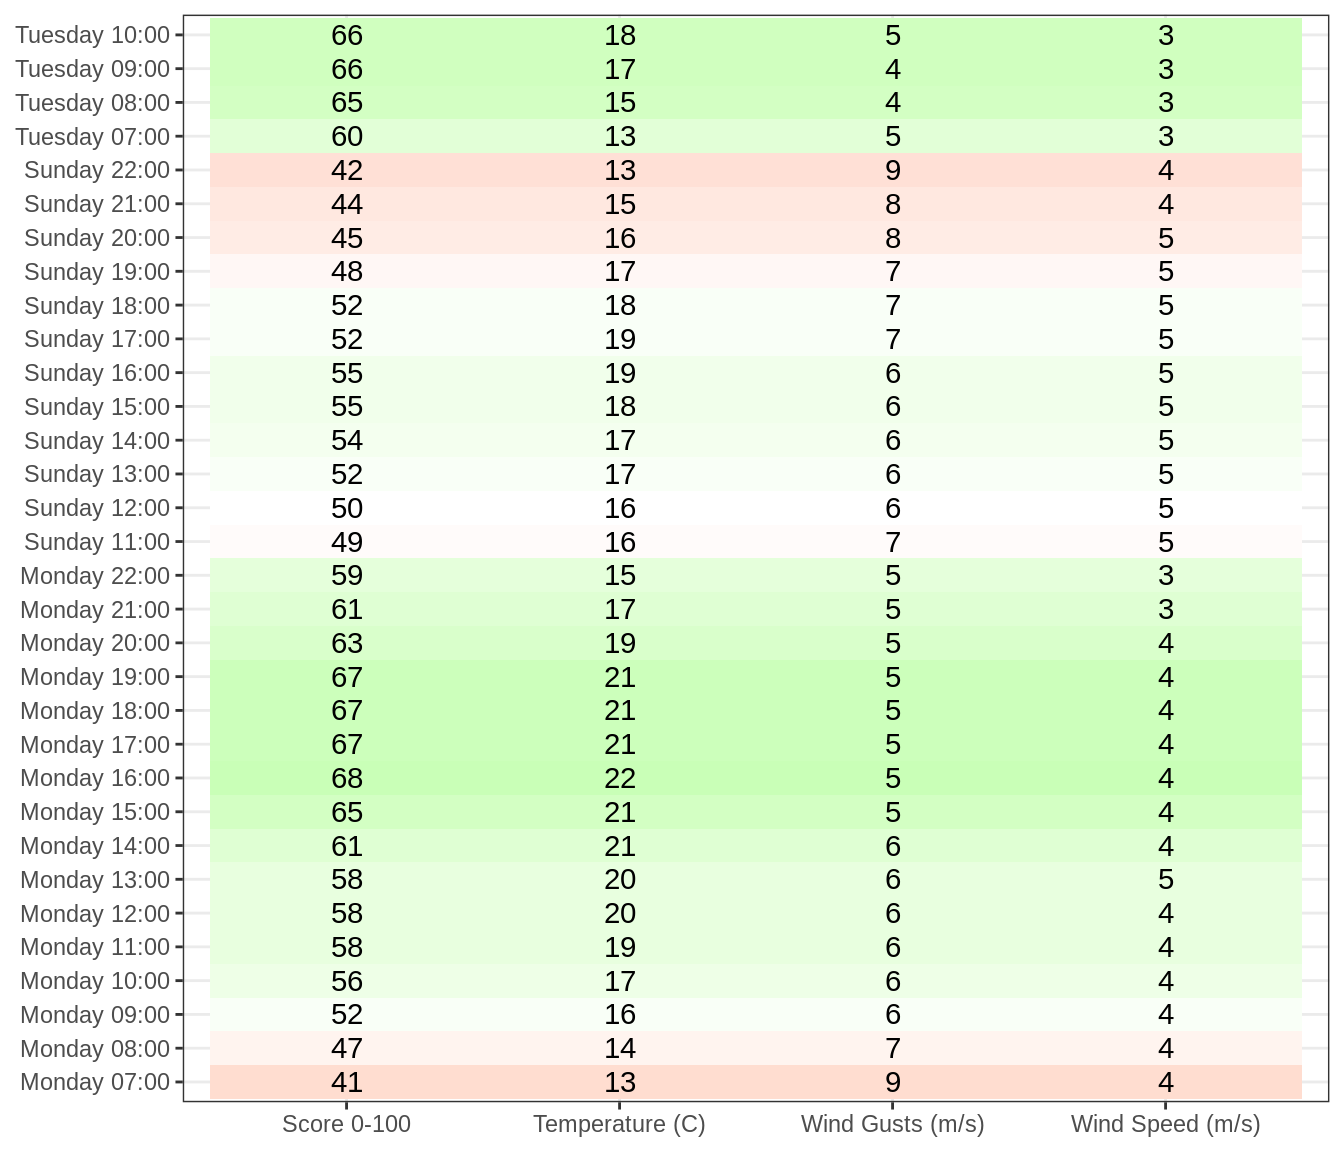 Tuesday 10:00 66 18 5 3
Tuesday 09:00 66 17 4 3
Tuesday 08:00 65 15 4 3
Tuesday 07:00 60 13 5 3
Sunday 22:00 42 13 9 4
Sunday 21:00 44 15 8 4
Sunday 20:00 45 16 8 5
Sunday 19:00 48 17 7 5
Sunday 18:00 52 18 7 5
Sunday 17:00 52 19 7 5
Sunday 16:00 55 19 6 5
Sunday 15:00 55 18 6 5
Sunday 14:00 54 17 6 5
Sunday 13:00 52 17 6 5
Sunday 12:00 50 16 6 5
Sunday 11:00 49 16 7 5
Monday 22:00 59 15 5 3
Monday 21:00 61 17 5 3
Monday 20:00 63 19 5 4
Monday 19:00 67 21 5 4
Monday 18:00 67 21 5 4
Monday 17:00 67 21 5 4
Monday 16:00 68 22 5 4
Monday 15:00 65 21 5 4
Monday 14:00 61 21 6 4
Monday 13:00 58 20 6 5
Monday 12:00 58 20 6 4
Monday 11:00 58 19 6 4
Monday 10:00 56 17 6 4
Monday 09:00 52 16 6 4
Monday 08:00 47 14 7 4
Monday 07:00 41 13 9 4
Score 0-100 Temperature (C) Wind Gusts (m/s) Wind Speed (m/s)